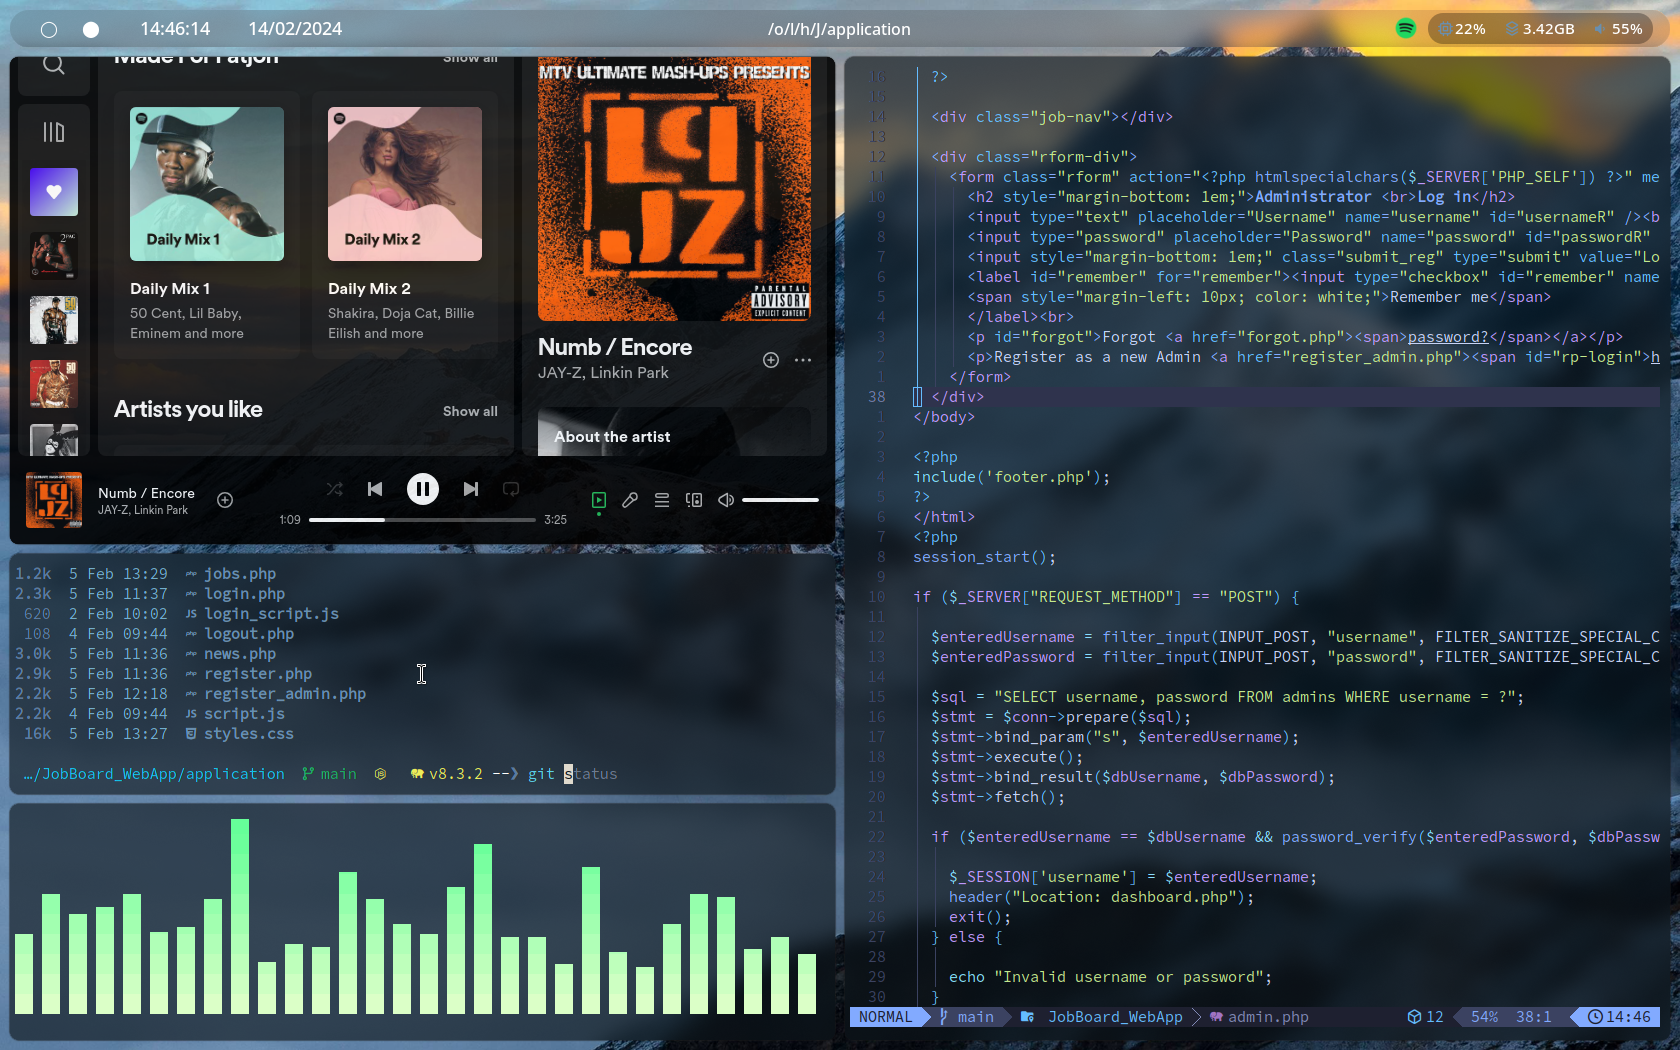 14:46:14 14/02/2024
/o/l/h/J/application
22% 3.42GB 55%
Made For Fatjon
Show all
Daily Mix 1
Daily Mix 2
Daily Mix 1
50 Cent, Lil Baby,
Eminem and more
Daily Mix 2
Shakira, Doja Cat, Billie
Eilish and more
Artists you like
Show all
MTV ULTIMATE MASH-UPS PRESENTS
PARENTAL
ADVISORY
EXPLICIT CONTENT
Numb / Encore
JAY-Z, Linkin Park
About the artist
Numb / Encore
JAY-Z, Linkin Park
1:09
3:25
1.2k 5 Feb 13:29 jobs.php
2.3k 5 Feb 11:37 login.php
620 2 Feb 10:02 JS login_script.js
108 4 Feb 09:44 logout.php
3.0k 5 Feb 11:36 news.php
2.9k 5 Feb 11:36 register.php
2.2k 5 Feb 12:18 register_admin.php
2.2k 4 Feb 09:44 JS script.js
16k 5 Feb 13:27 styles.css
…/JobBoard_WebApp/application main v8.3.2 --❯ git status
16 ?>
15
14 <div class="job-nav"></div>
13
12 <div class="rform-div">
11 <form class="rform" action="<?php htmlspecialchars($_SERVER['PHP_SELF']) ?>" me
10 <h2 style="margin-bottom: 1em;">Administrator <br>Log in</h2>
9 <input type="text" placeholder="Username" name="username" id="usernameR" /><b
8 <input type="password" placeholder="Password" name="password" id="passwordR"
7 <input style="margin-bottom: 1em;" class="submit_reg" type="submit" value="Lo
6 <label id="remember" for="remember"><input type="checkbox" id="remember" name
5 <span style="margin-left: 10px; color: white;">Remember me</span>
4 </label><br>
3 <p id="forgot">Forgot <a href="forgot.php"><span>password?</span></a></p>
2 <p>Register as a new Admin <a href="register_admin.php"><span id="rp-login">h
1 </form>
38 </div>
1 </body>
2
3 <?php
4 include('footer.php');
5 ?>
6 </html>
7 <?php
8 session_start();
9
10 if ($_SERVER["REQUEST_METHOD"] == "POST") {
11
12 $enteredUsername = filter_input(INPUT_POST, "username", FILTER_SANITIZE_SPECIAL_C
13 $enteredPassword = filter_input(INPUT_POST, "password", FILTER_SANITIZE_SPECIAL_C
14
15 $sql = "SELECT username, password FROM admins WHERE username = ?";
16 $stmt = $conn->prepare($sql);
17 $stmt->bind_param("s", $enteredUsername);
18 $stmt->execute();
19 $stmt->bind_result($dbUsername, $dbPassword);
20 $stmt->fetch();
21
22 if ($enteredUsername == $dbUsername && password_verify($enteredPassword, $dbPassw
23
24 $_SESSION['username'] = $enteredUsername;
25 header("Location: dashboard.php");
26 exit();
27 } else {
28
29 echo "Invalid username or password";
30 }
NORMAL main JobBoard_WebApp admin.php 12 54% 38:1 14:46